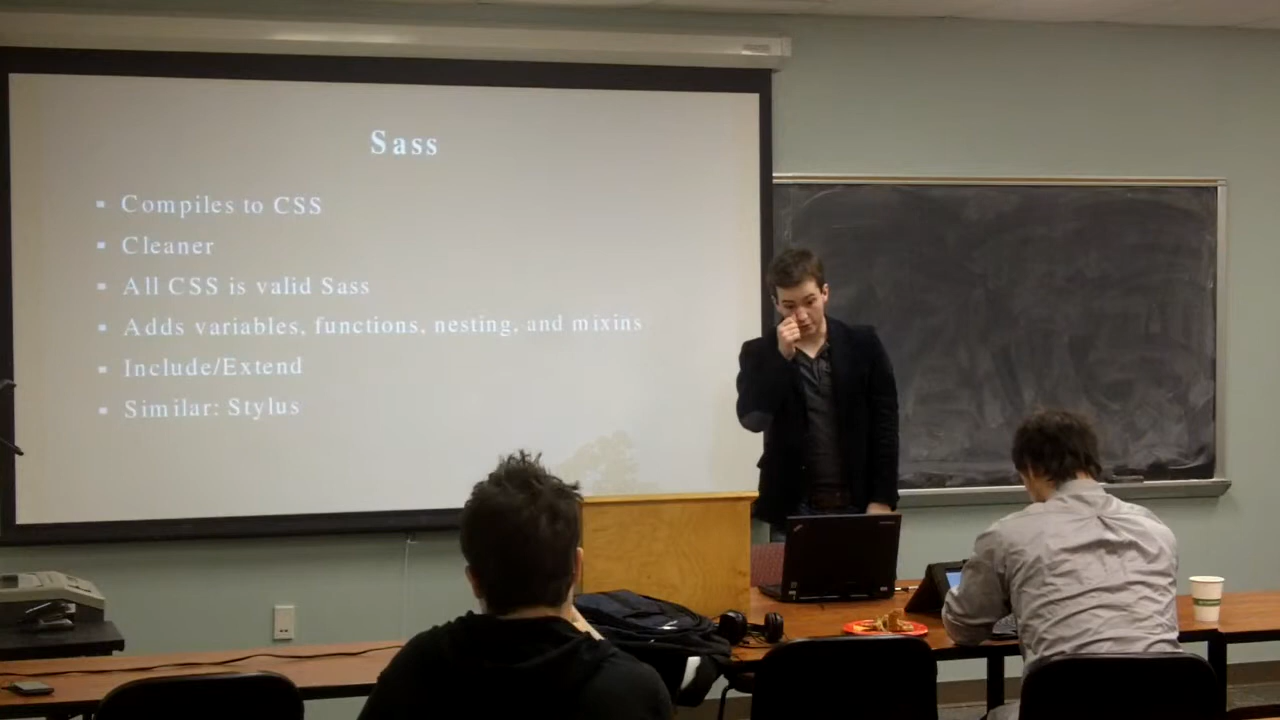 Sass
Compiles to CSS
Cleaner
All CSS is valid Sass
Adds variables, functions, nesting, and mixins
Include/Extend
Similar: Stylus